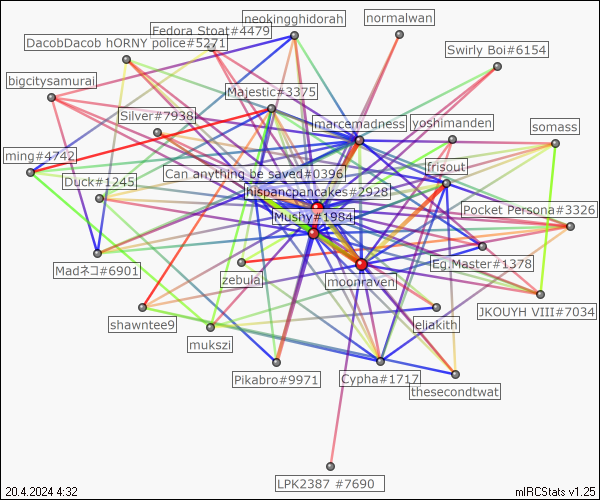 neokingghidorah
normalwan
Fedora Stoat#4479
DacobDacob hORNY police#5271
Swirly Boi#6154
bigcitysamurai
Majestic#3375
Silver#7938
marcemadness
yoshimanden
somass
ming#4742
Can anything be saved#0396
frisout
Duck#1245
hispancpancakes#2928
Pocket Persona#3326
Mushy#1984
Madネコ#6901
Eg.Master#1378
zebula
moonraven
JKOUYH VIII#7034
shawntee9
jeliakith
mukszi
Pikabro#9971
Cypha#1717
thesecondtwat
LPK2387 #7690
20.4.2024 4:32
mIRCStats v1.25